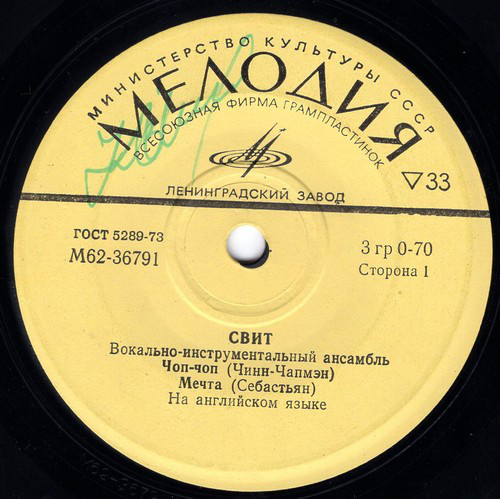 МИНИСТЕРСТВО КУЛЬТУРЫ СССР
МЕЛОДИЯ
ВСЕСОЮЗНАЯ ФИРМА ГРАМПЛАСТИНОК
ЛЕНИНГРАДСКИЙ ЗАВОД
▽33
ГОСТ 5289-73
М62-36791
3 гр 0-70
Сторона 1
СВИТ
Вокально-инструментальный ансамбль
Чоп-чоп (Чинн-Чапмэн)
Мечта (Себастьян)
На английском языке